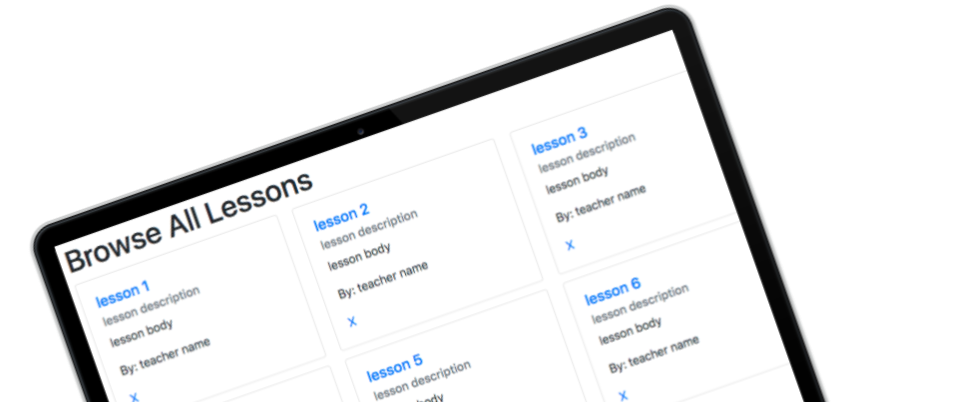 Browse All Lessons
lesson 1
lesson description
lesson body
By: teacher name
X
lesson 2
lesson description
lesson body
By: teacher name
X
lesson 3
lesson description
lesson body
By: teacher name
X
lesson 5
lesson description
lesson 6
lesson description
lesson body
By: teacher name
X